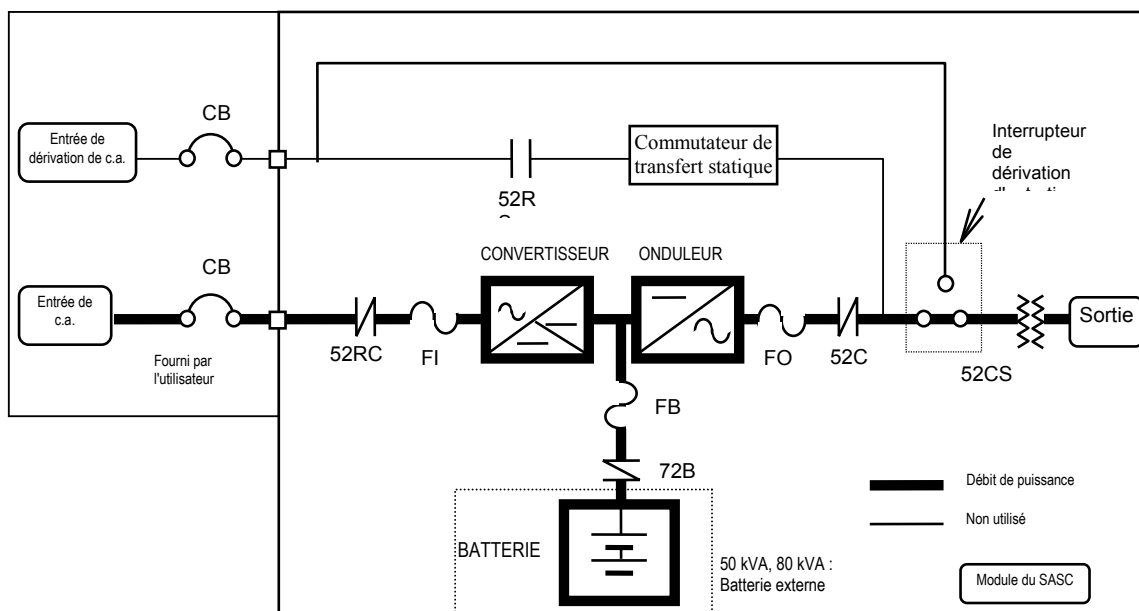 CB
Entrée de
dérivation de c.a.
Commutateur de
transfert statique
Interrupteur
de
dérivation
52R
CONVERTISSEUR
ONDULEUR
CB
Entrée de
c.a.
Sortie
Fourni par
l'utilisateur
52RC
FI
FO
52C
52CS
FB
72B
Débit de puissance
Non utilisé
BATTERIE
50 kVA, 80 kVA :
Batterie externe
Module du SASC